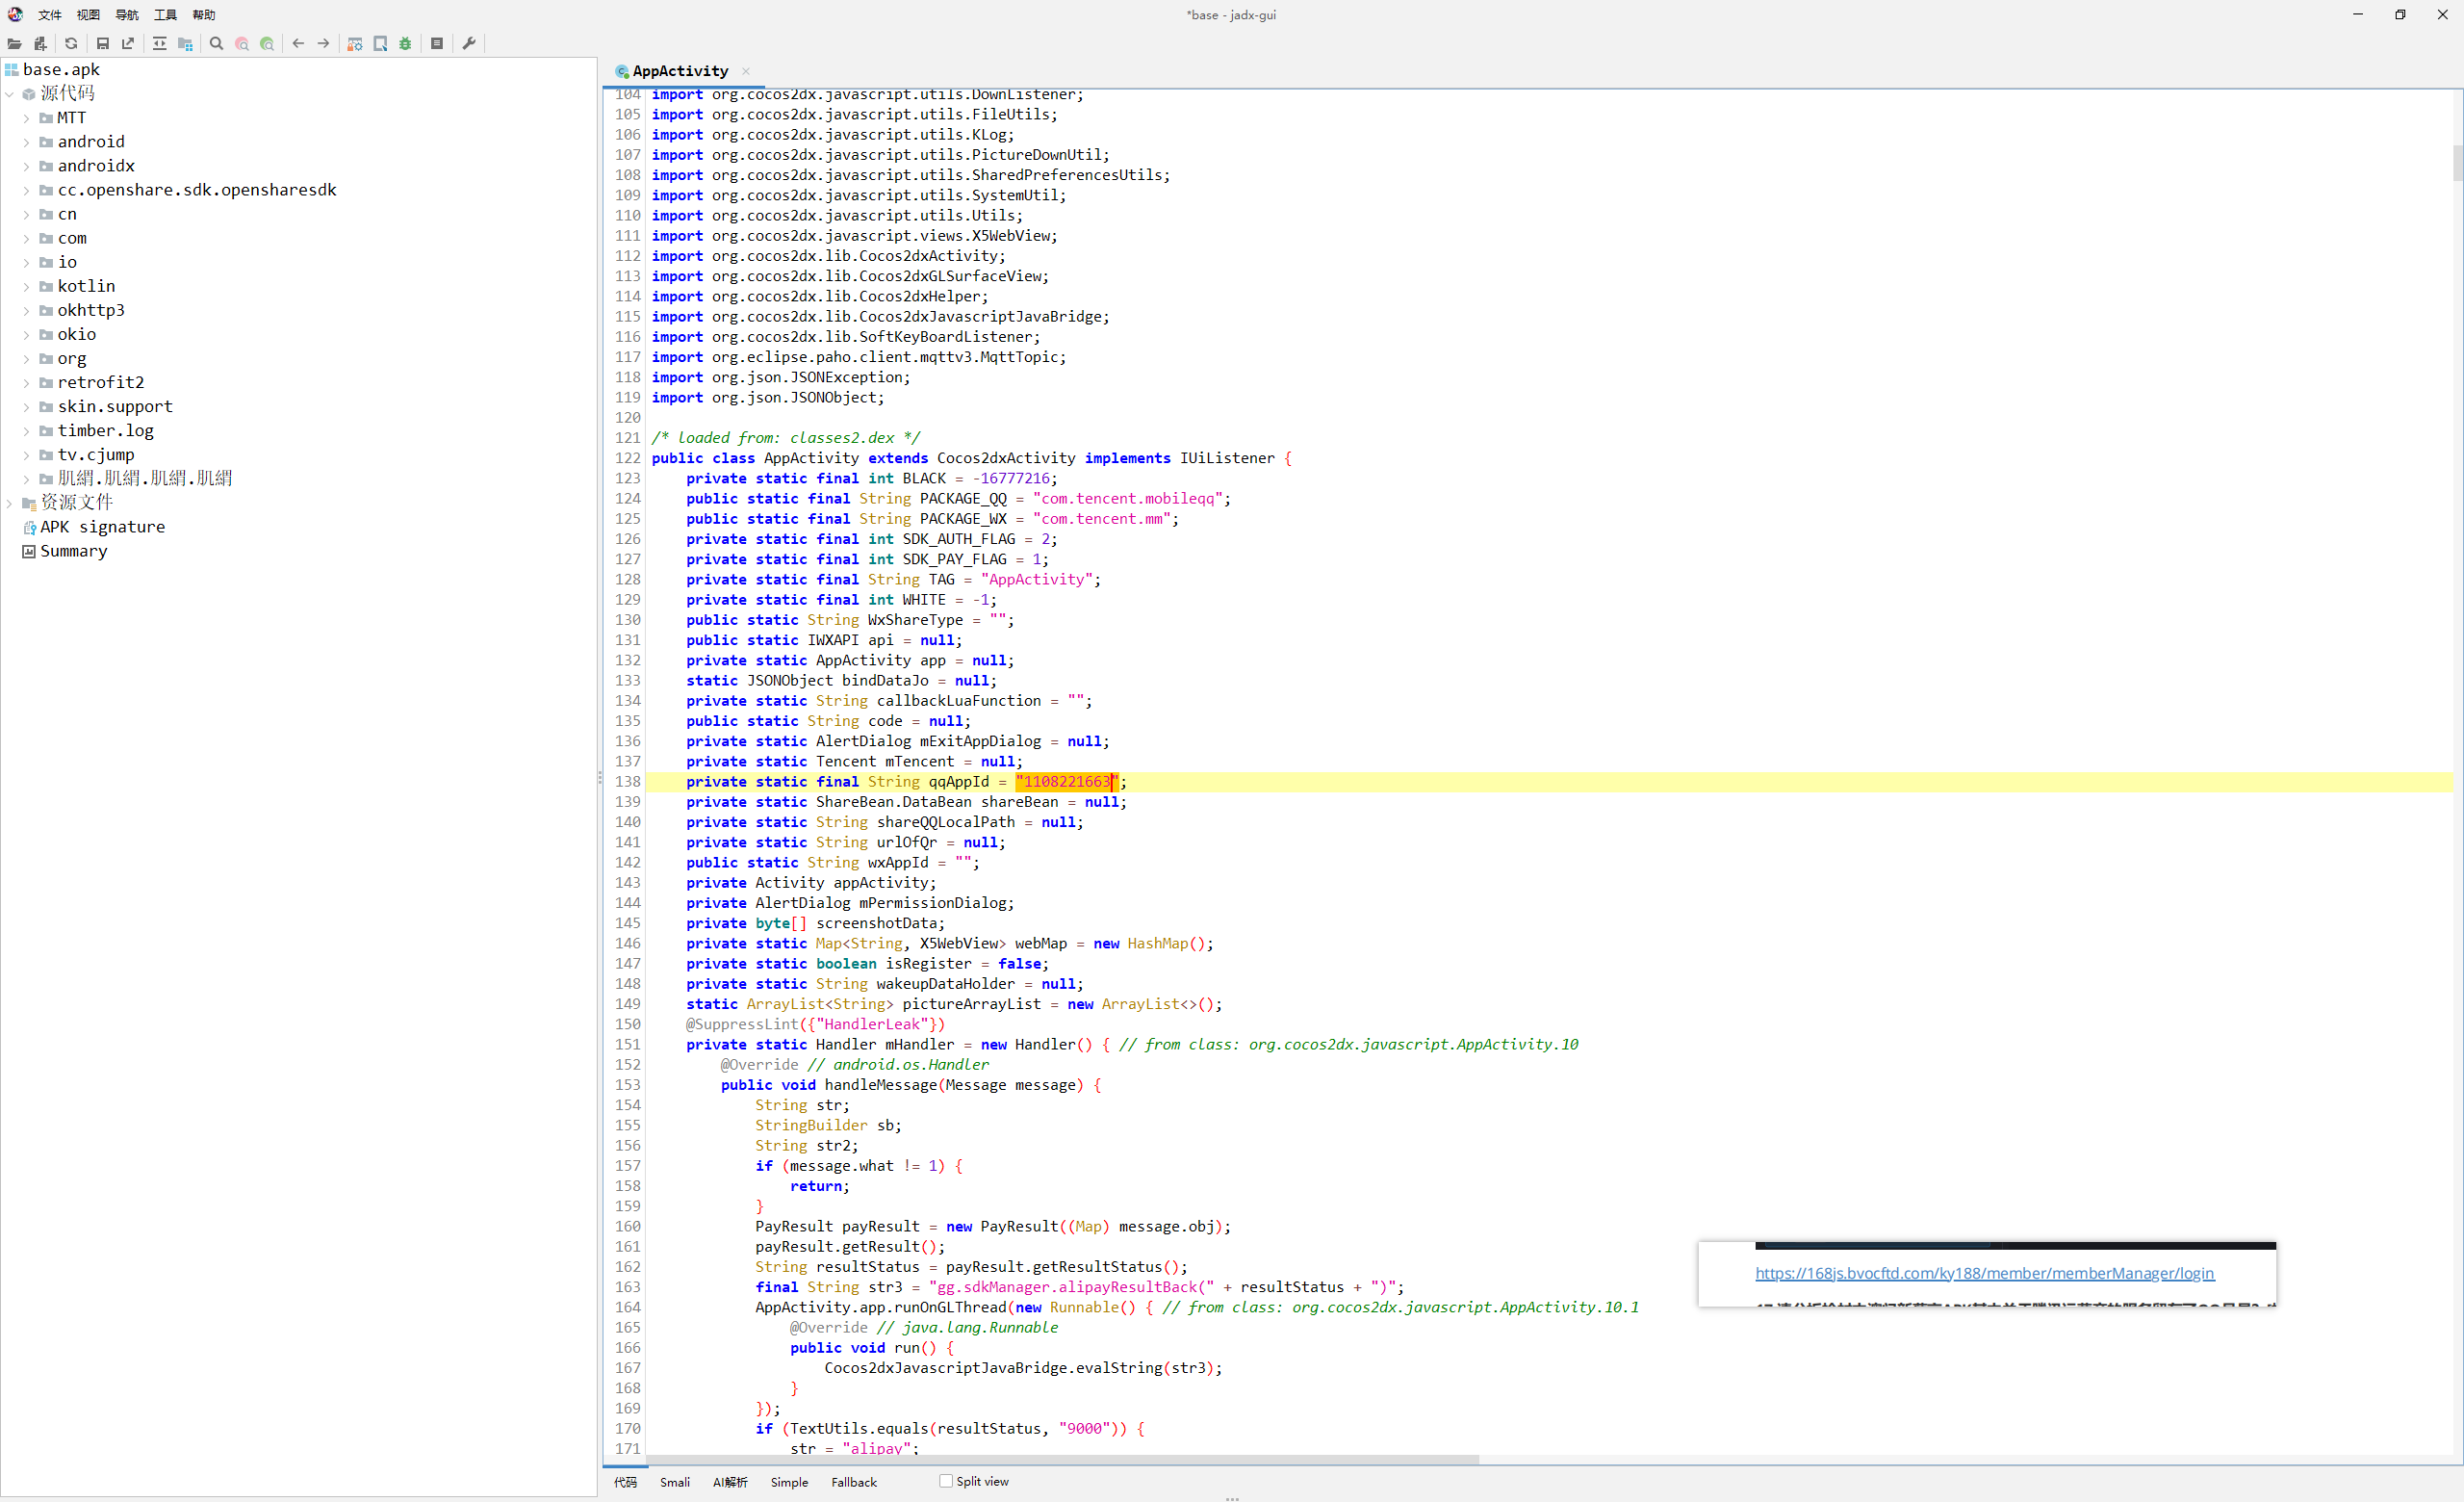 文件 视图 导航 工具 帮助
*base - jadx-gui
base.apk
源代码
MTT
android
androidx
cc.openshare.sdk.opensharesdk
cn
com
io
kotlin
okhttp3
okio
org
retrofit2
skin.support
timber.log
tv.cjump
肌緭.肌緭.肌緭.肌緭
资源文件
APK signature
Summary
AppActivity
104 import org.cocos2dx.javascript.utils.DownListener;
105 import org.cocos2dx.javascript.utils.FileUtils;
106 import org.cocos2dx.javascript.utils.KLog;
107 import org.cocos2dx.javascript.utils.PictureDownUtil;
108 import org.cocos2dx.javascript.utils.SharedPreferencesUtils;
109 import org.cocos2dx.javascript.utils.SystemUtil;
110 import org.cocos2dx.javascript.utils.Utils;
111 import org.cocos2dx.javascript.views.X5WebView;
112 import org.cocos2dx.lib.Cocos2dxActivity;
113 import org.cocos2dx.lib.Cocos2dxGLSurfaceView;
114 import org.cocos2dx.lib.Cocos2dxHelper;
115 import org.cocos2dx.lib.Cocos2dxJavascriptJavaBridge;
116 import org.cocos2dx.lib.SoftKeyBoardListener;
117 import org.eclipse.paho.client.mqttv3.MqttTopic;
118 import org.json.JSONException;
119 import org.json.JSONObject;
120
121 /* loaded from: classes2.dex */
122 public class AppActivity extends Cocos2dxActivity implements IUiListener {
123 private static final int BLACK = -16777216;
124 public static final String PACKAGE_QQ = "com.tencent.mobileqq";
125 public static final String PACKAGE_WX = "com.tencent.mm";
126 private static final int SDK_AUTH_FLAG = 2;
127 private static final int SDK_PAY_FLAG = 1;
128 private static final String TAG = "AppActivity";
129 private static final int WHITE = -1;
130 public static String WxShareType = "";
131 public static IWXAPI api = null;
132 private static AppActivity app = null;
133 static JSONObject bindDataJo = null;
134 private static String callbackLuaFunction = "";
135 public static String code = null;
136 private static AlertDialog mExitAppDialog = null;
137 private static Tencent mTencent = null;
138 private static final String qqAppId = "1108221663";
139 private static ShareBean.DataBean shareBean = null;
140 private static String shareQQLocalPath = null;
141 private static String urlOfQr = null;
142 public static String wxAppId = "";
143 private Activity appActivity;
144 private AlertDialog mPermissionDialog;
145 private byte[] screenshotData;
146 private static Map<String, X5WebView> webMap = new HashMap();
147 private static boolean isRegister = false;
148 private static String wakeupDataHolder = null;
149 static ArrayList<String> pictureArrayList = new ArrayList<>();
150 @SuppressLint({"HandlerLeak"})
151 private static Handler mHandler = new Handler() { // from class: org.cocos2dx.javascript.AppActivity.10
152 @Override // android.os.Handler
153 public void handleMessage(Message message) {
154 String str;
155 StringBuilder sb;
156 String str2;
157 if (message.what != 1) {
158 return;
159 }
160 PayResult payResult = new PayResult((Map) message.obj);
161 payResult.getResult();
162 String resultStatus = payResult.getResultStatus();
163 final String str3 = "gg.sdkManager.alipayResultBack(" + resultStatus + ")";
164 AppActivity.app.runOnGLThread(new Runnable() { // from class: org.cocos2dx.javascript.AppActivity.10.1
165 @Override // java.lang.Runnable
166 public void run() {
167 Cocos2dxJavascriptJavaBridge.evalString(str3);
168 }
169 });
170 if (TextUtils.equals(resultStatus, "9000")) {
171 str = "alipay";
https://168js.bvocftd.com/ky188/member/memberManager/login
代码 Smali AI解析 Simple Fallback Split view